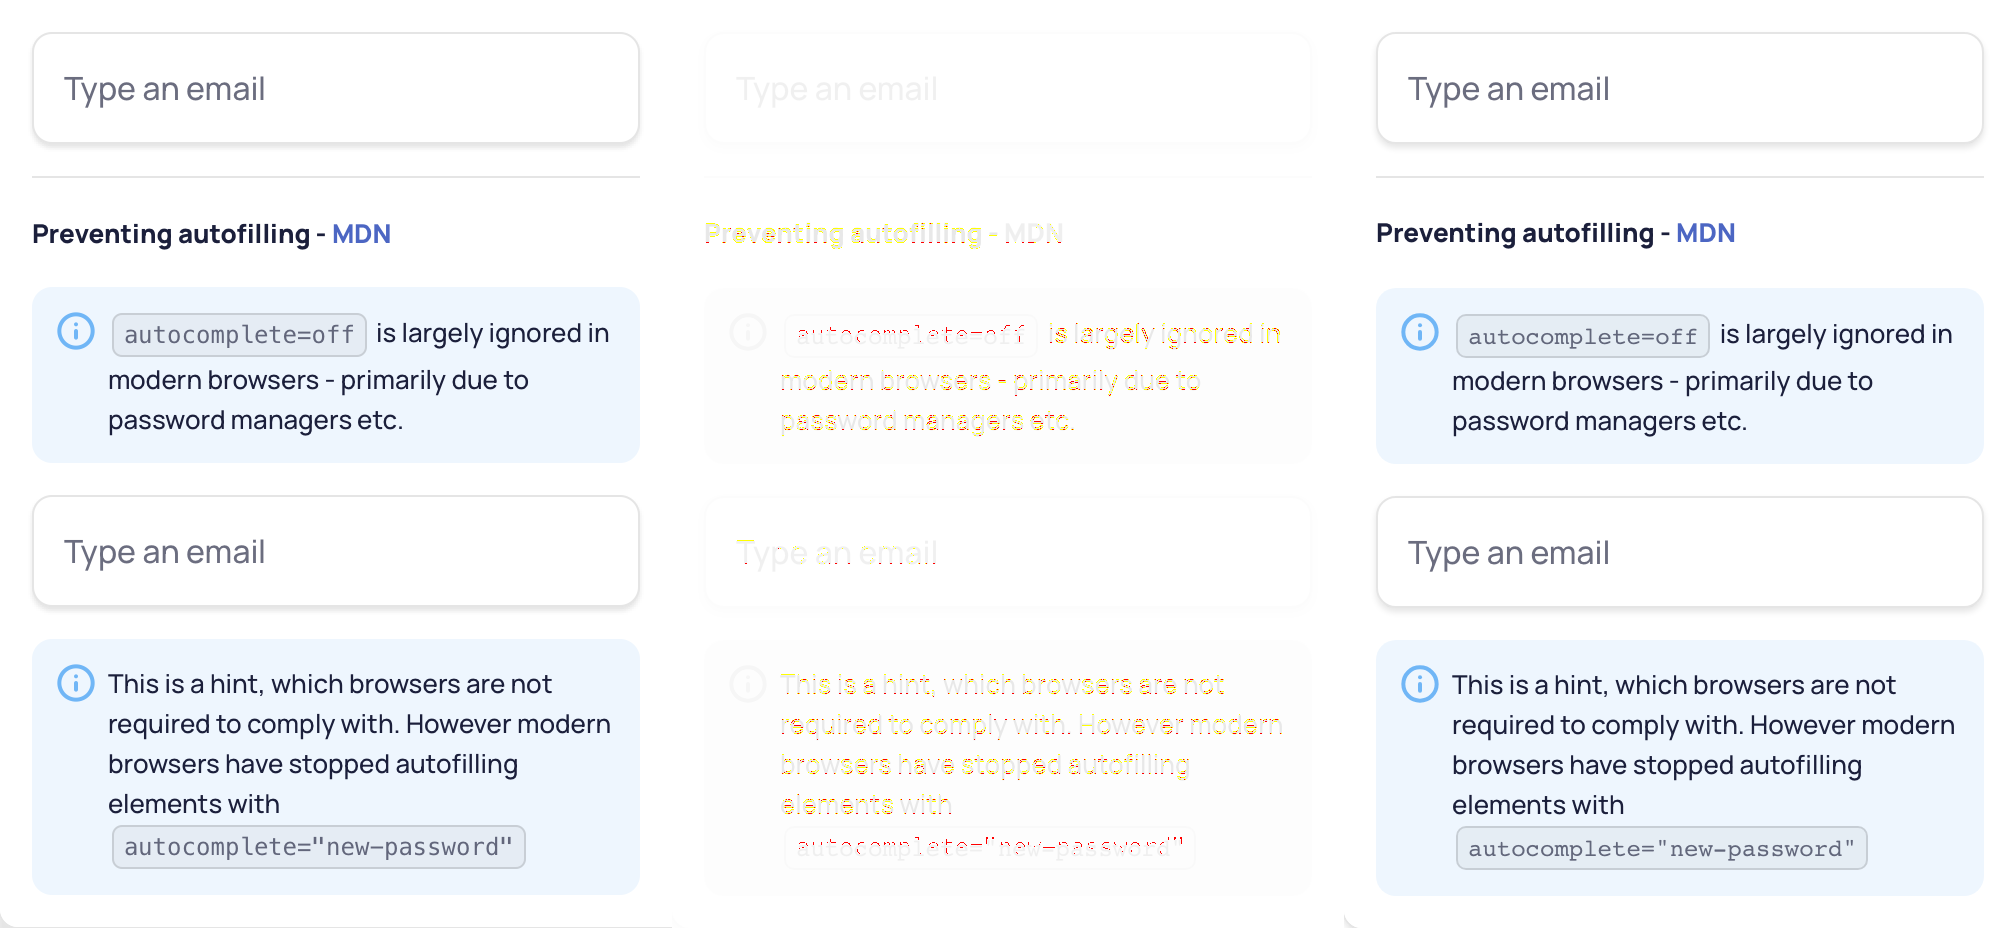 Type an email
Preventing autofilling - MDN
autocomplete=off is largely ignored in
modern browsers - primarily due to
password managers etc.
Type an email
This is a hint, which browsers are not
required to comply with. However modern
browsers have stopped autofilling
elements with
autocomplete="new-password"
Type an email
Preventing autofilling - MDN
autocomplete=off is largely ignored in
modern browsers - primarily due to
password managers etc.
Type an email
This is a hint, which browsers are not
required to comply with. However modern
browsers have stopped autofilling
elements with
autocomplete="new-password"
Type an email
Preventing autofilling - MDN
autocomplete=off is largely ignored in
modern browsers - primarily due to
password managers etc.
Type an email
This is a hint, which browsers are not
required to comply with. However modern
browsers have stopped autofilling
elements with
autocomplete="new-password"